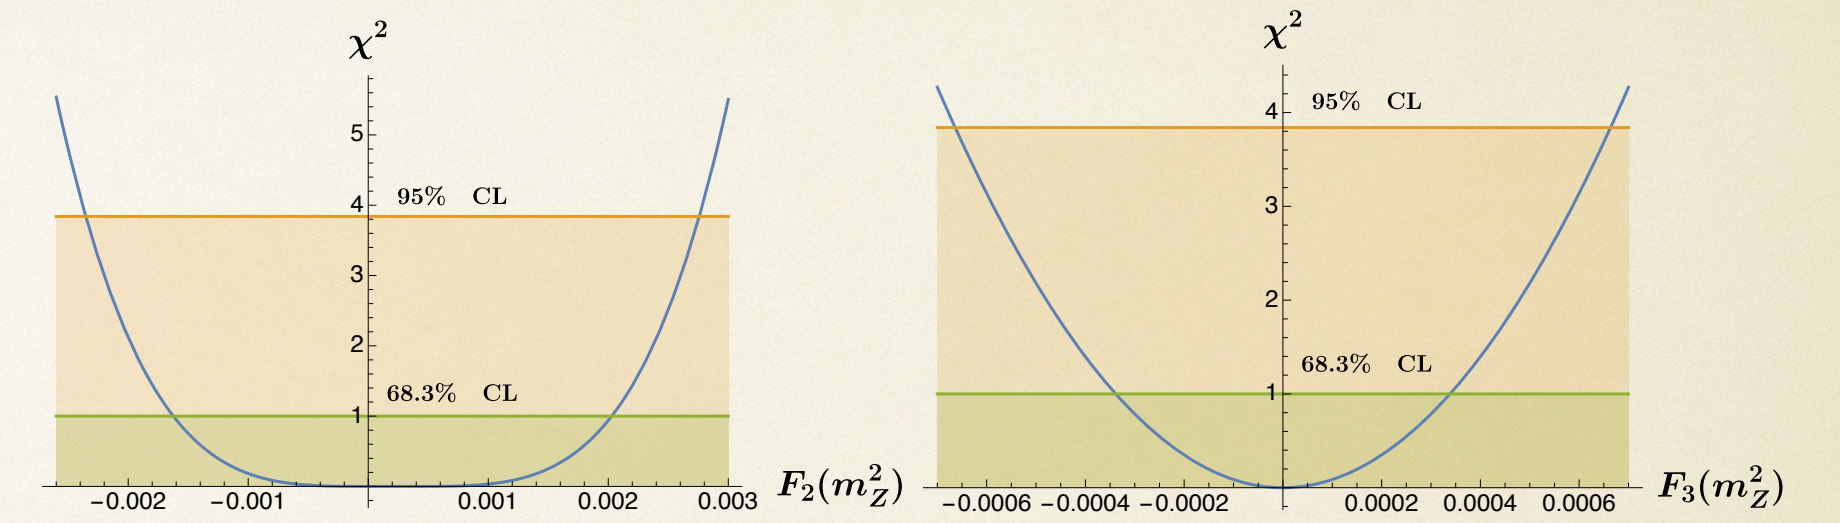 χ²
5
4
95% CL
3
2
68.3% CL
1
−0.002 −0.001 0.001 0.002 0.003
F₂(m_Z²)
χ²
95% CL
4
3
2
68.3% CL
1
−0.0006 −0.0004 −0.0002 0.0002 0.0004 0.0006
F₃(m_Z²)